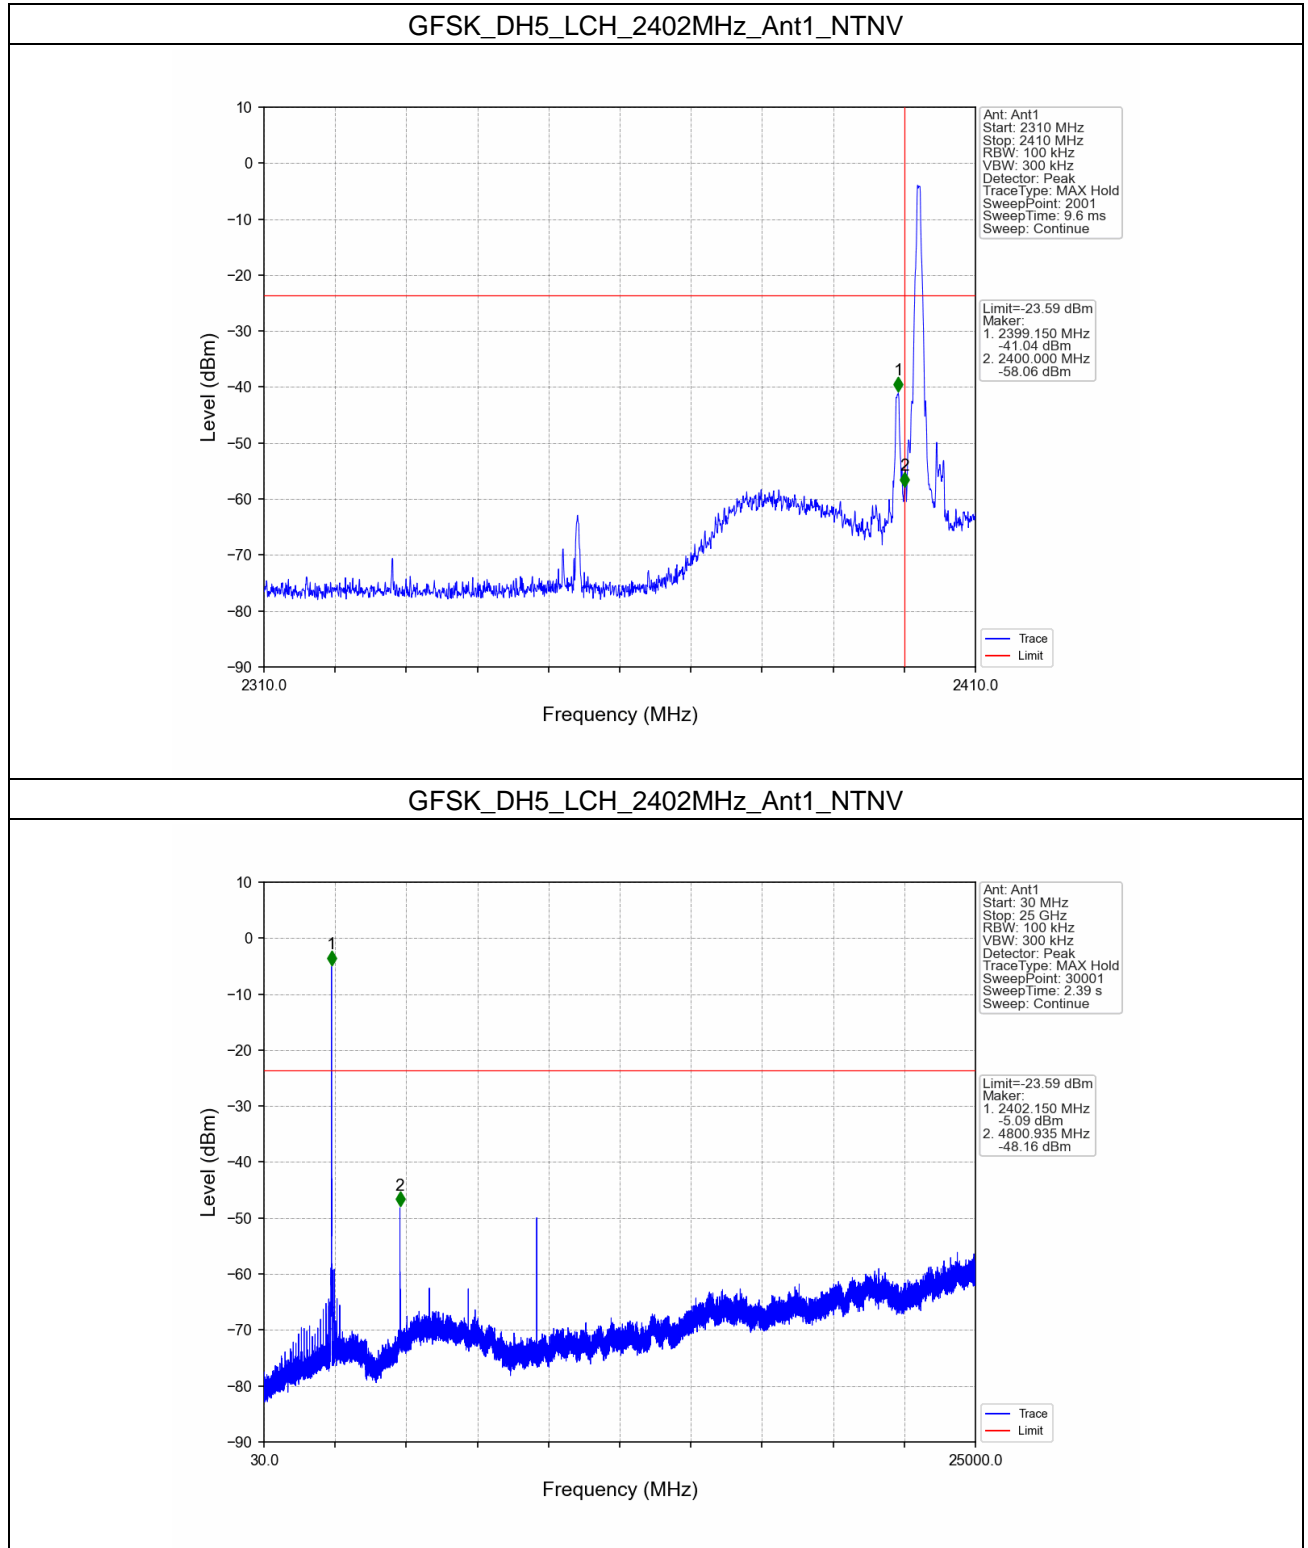 GFSK_DH5_LCH_2402MHz_Ant1_NTNV
10
0
−10
−20
−30
−40
−50
−60
−70
−80
−90
Level (dBm)
2310.0
2410.0
Frequency (MHz)
1
2
Ant: Ant1
Start: 2310 MHz
Stop: 2410 MHz
RBW: 100 kHz
VBW: 300 kHz
Detector: Peak
TraceType: MAX Hold
SweepPoint: 2001
SweepTime: 9.6 ms
Sweep: Continue
Limit=-23.59 dBm
Maker:
1. 2399.150 MHz
-41.04 dBm
2. 2400.000 MHz
-58.06 dBm
Trace
Limit
GFSK_DH5_LCH_2402MHz_Ant1_NTNV
10
0
−10
−20
−30
−40
−50
−60
−70
−80
−90
Level (dBm)
30.0
25000.0
Frequency (MHz)
1
2
Ant: Ant1
Start: 30 MHz
Stop: 25 GHz
RBW: 100 kHz
VBW: 300 kHz
Detector: Peak
TraceType: MAX Hold
SweepPoint: 30001
SweepTime: 2.39 s
Sweep: Continue
Limit=-23.59 dBm
Maker:
1. 2402.150 MHz
-5.09 dBm
2. 4800.935 MHz
-48.16 dBm
Trace
Limit